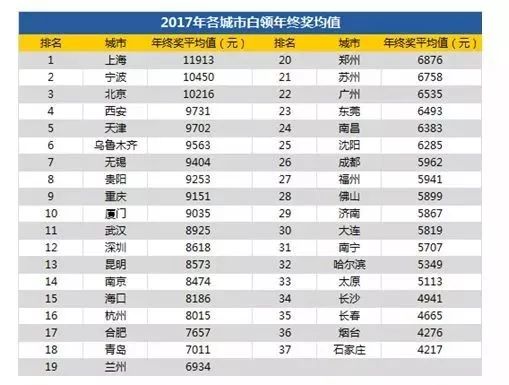 2017年各城市白领年终奖均值
排名 城市 年终奖平均值（元） 排名 城市 年终奖平均值（元）
1 上海 11913 20 郑州 6876
2 宁波 10450 21 苏州 6758
3 北京 10216 22 广州 6535
4 西安 9731 23 东莞 6493
5 天津 9702 24 南昌 6383
6 乌鲁木齐 9563 25 沈阳 6285
7 无锡 9404 26 成都 5962
8 贵阳 9253 27 福州 5941
9 重庆 9151 28 佛山 5899
10 厦门 9035 29 济南 5867
11 武汉 8925 30 大连 5819
12 深圳 8618 31 南宁 5707
13 昆明 8573 32 哈尔滨 5349
14 南京 8474 33 太原 5113
15 海口 8186 34 长沙 4941
16 杭州 8015 35 长春 4665
17 合肥 7657 36 烟台 4276
18 青岛 7011 37 石家庄 4217
19 兰州 6934